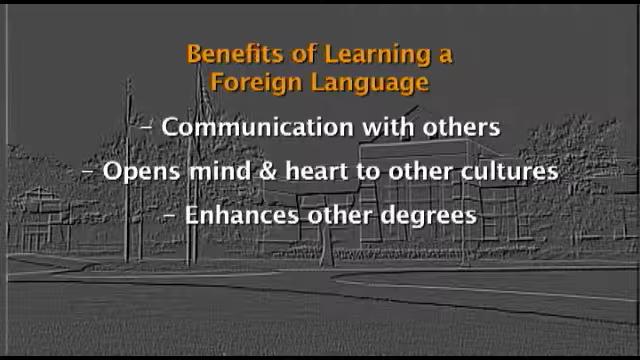 Benefits of Learning a
Foreign Language
- Communication with others
- Opens mind & heart to other cultures
- Enhances other degrees